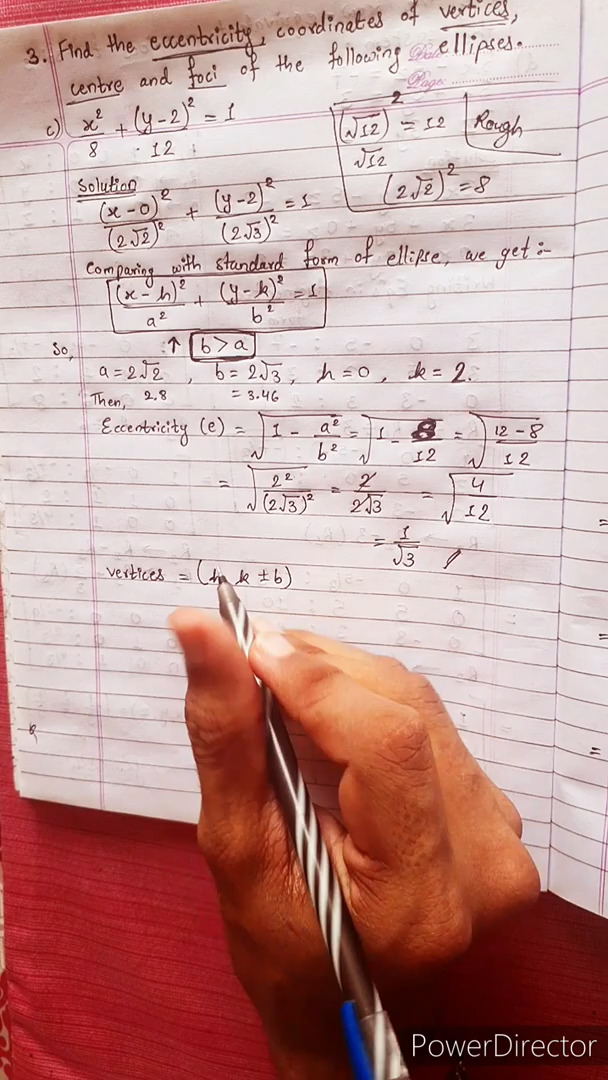 3. Find the eccentricity, coordinates of vertices,
centre and foci of the following ellipses.
Date
Page
c) x²/8 + (y-2)²/12 = 1
(√12)² = 12 Rough
√12
(2√2)² = 8
Solution
(x-0)²/(2√2)² + (y-2)²/(2√3)² = 1
Comparing with standard form of ellipse, we get :-
(x-h)²/a² + (y-k)²/b² = 1
So, ↑ b > a
a = 2√2 , b = 2√3 , h = 0 , k = 2.
Then, 2.8 = 3.46
Eccentricity (e) = √(1 - a²/b²) = √(1 - 8/12) = √((12-8)/12)
= √(2²/(2√3)²) = 2/2√3 = √(4/12)
= 1/√3
vertices = (h k ±b)
PowerDirector